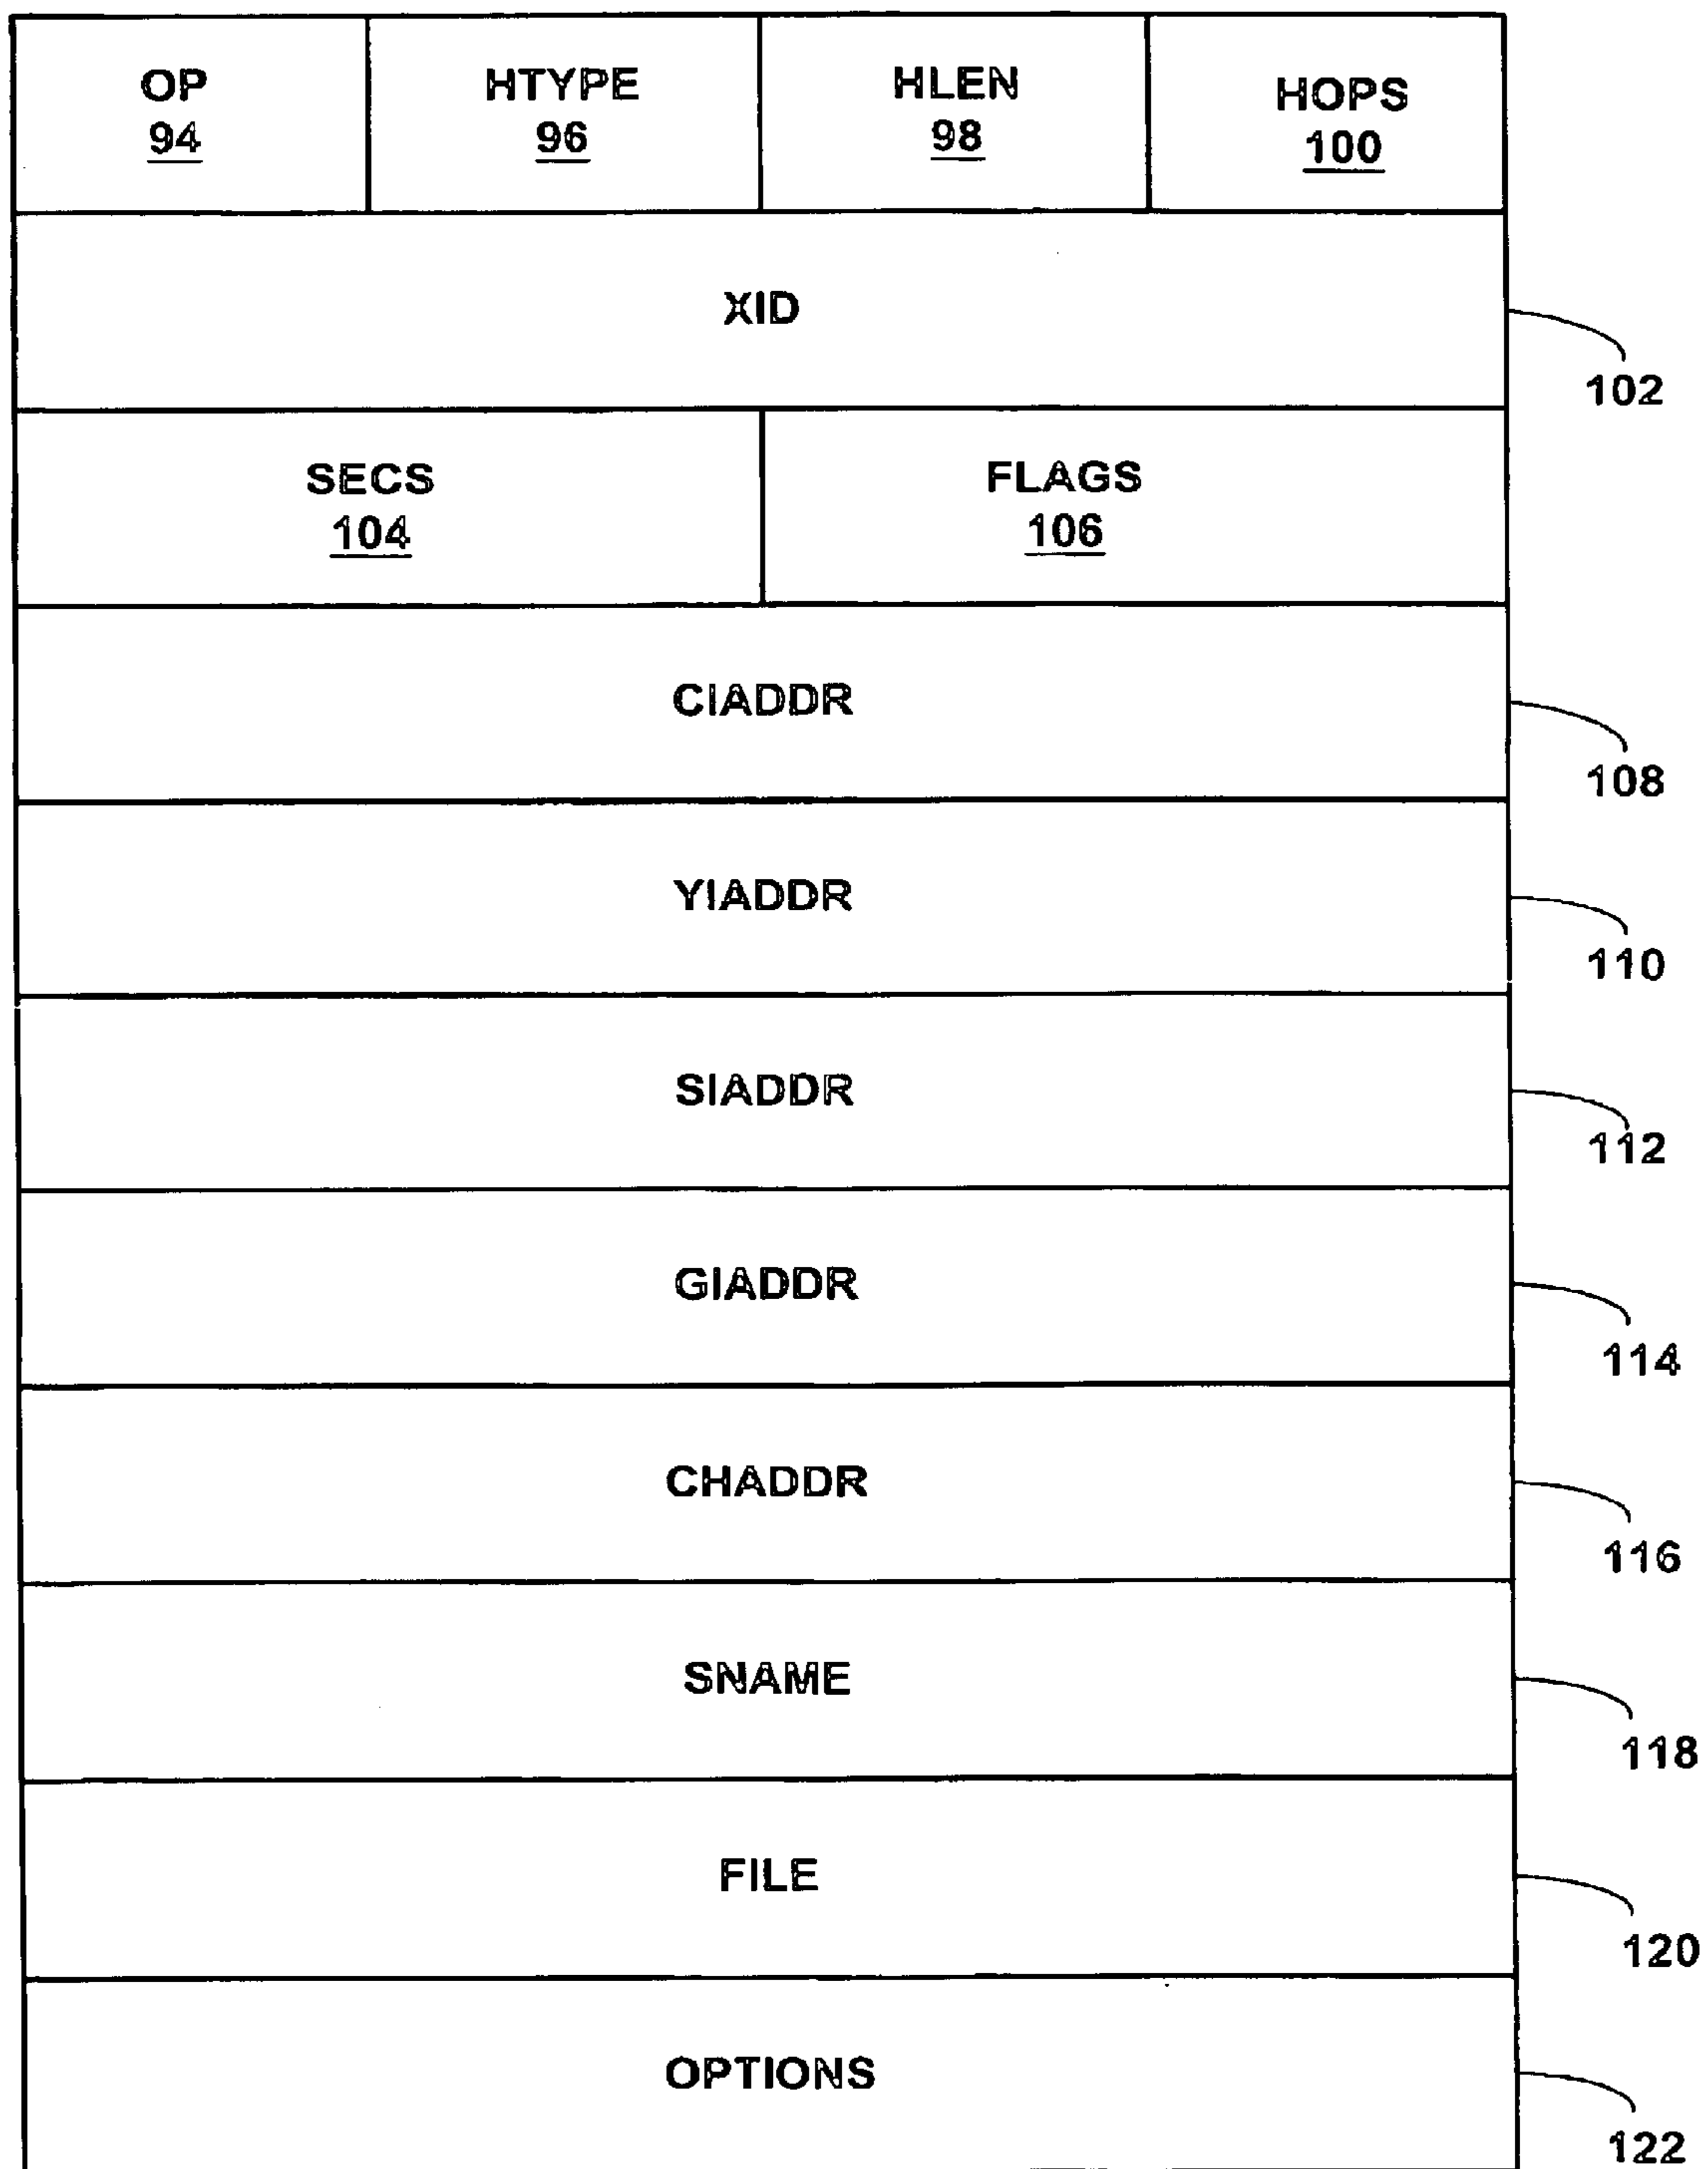 OP
94
HTYPE
96
HLEN
98
HOPS
100
XID
102
SECS
104
FLAGS
106
CIADDR
108
YIADDR
110
SIADDR
112
GIADDR
114
CHADDR
116
SNAME
118
FILE
120
OPTIONS
122